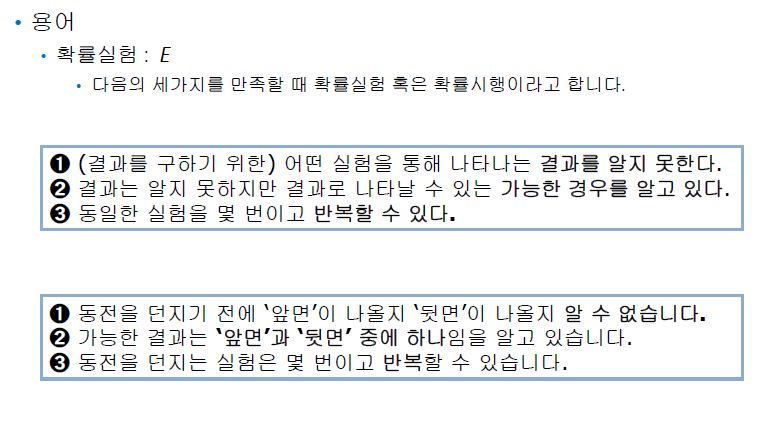 • 용어
• 확률실험 : E
• 다음의 세가지를 만족할 때 확률실험 혹은 확률시행이라고 합니다.
❶ (결과를 구하기 위한) 어떤 실험을 통해 나타나는 결과를 알지 못한다.
❷ 결과는 알지 못하지만 결과로 나타날 수 있는 가능한 경우를 알고 있다.
❸ 동일한 실험을 몇 번이고 반복할 수 있다.
❶ 동전을 던지기 전에 ‘앞면’이 나올지 ‘뒷면’이 나올지 알 수 없습니다.
❷ 가능한 결과는 ‘앞면’과 ‘뒷면’ 중에 하나임을 알고 있습니다.
❸ 동전을 던지는 실험은 몇 번이고 반복할 수 있습니다.